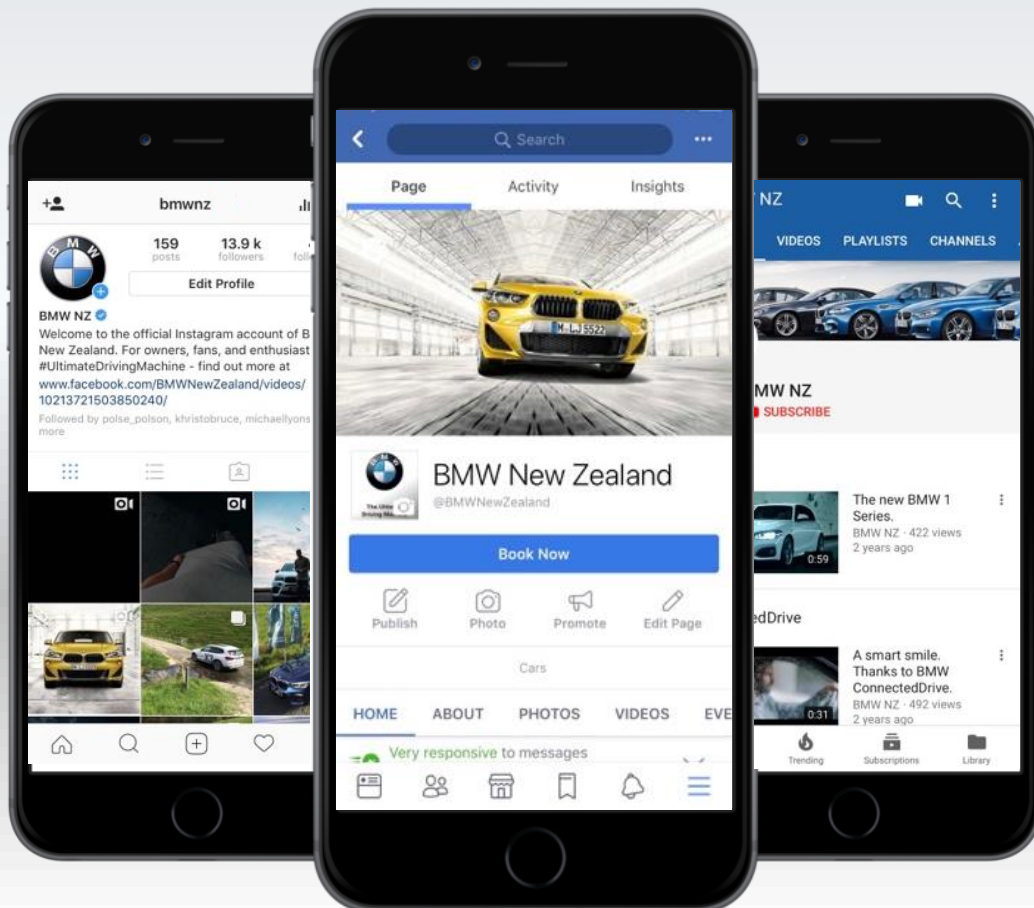 bmwnz
159
13.9 k
posts
followers
Edit Profile
BMW NZ
Welcome to the official Instagram account of B
New Zealand. For owners, fans, and enthusiast
#UltimateDrivingMachine - find out more at
www.facebook.com/BMWNewZealand/videos/
10213721503850240/
Followed by polse_polson, khristobruce, michaellyons
more
Search
Page Activity Insights
M LJ 5522
BMW
BMW New Zealand
@BMWNewZealand
Book Now
Publish Photo Promote Edit Page
Cars
HOME ABOUT PHOTOS VIDEOS EVE
Very responsive to messages
NZ
VIDEOS PLAYLISTS CHANNELS
MW NZ
SUBSCRIBE
The new BMW 1
Series.
BMW NZ · 422 views
2 years ago
0:59
edDrive
A smart smile.
Thanks to BMW
ConnectedDrive.
BMW NZ · 492 views
2 years ago
0:31
Trending Subscriptions Library